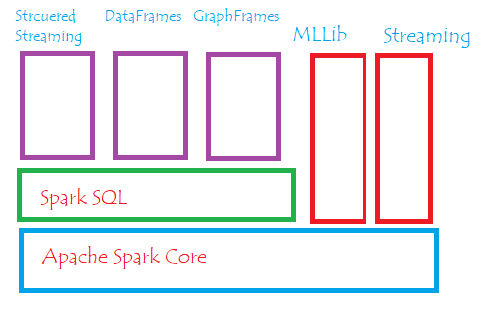 Strcuered
Streaming
DataFrames
GraphFrames
MLLib
Streaming
Spark SQL
Apache Spark Core